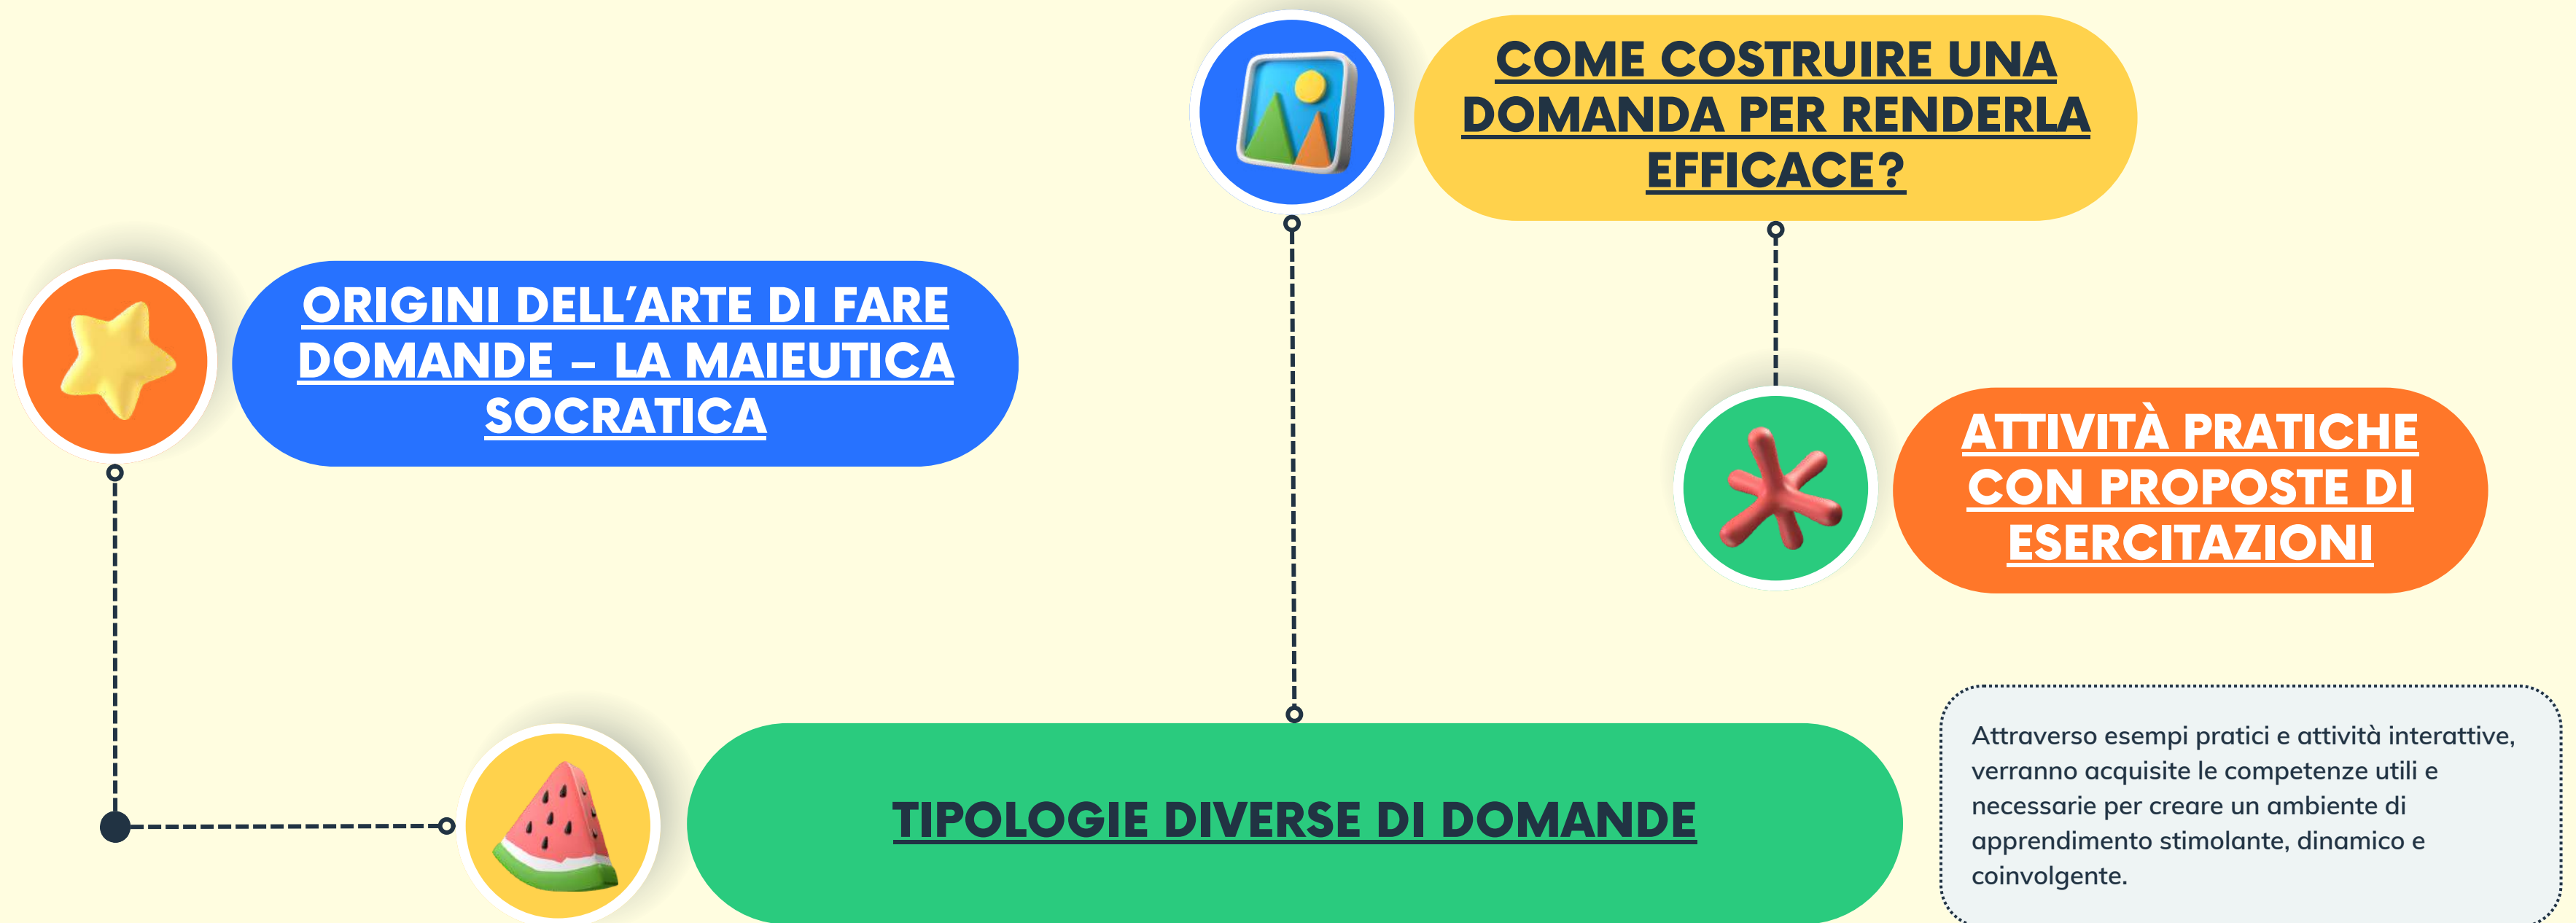 ORIGINI DELL’ARTE DI FARE
DOMANDE – LA MAIEUTICA
SOCRATICA
TIPOLOGIE DIVERSE DI DOMANDE
COME COSTRUIRE UNA
DOMANDA PER RENDERLA
EFFICACE?
ATTIVITÀ PRATICHE
CON PROPOSTE DI
ESERCITAZIONI
Attraverso esempi pratici e attività interattive,
verranno acquisite le competenze utili e
necessarie per creare un ambiente di
apprendimento stimolante, dinamico e
coinvolgente.